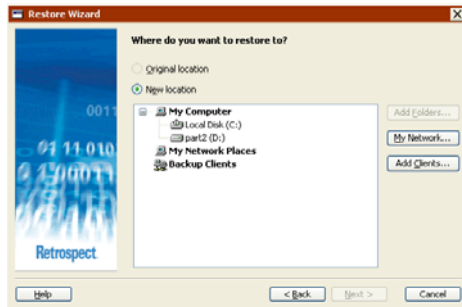 Restore Wizard
Where do you want to restore to?
Original location
New location
My Computer
Local Disk (C:)
part2 (D:)
My Network Places
Backup Clients
Add Folders...
My Network...
Add Clients...
Retrospect
Help
< Back
Next >
Cancel